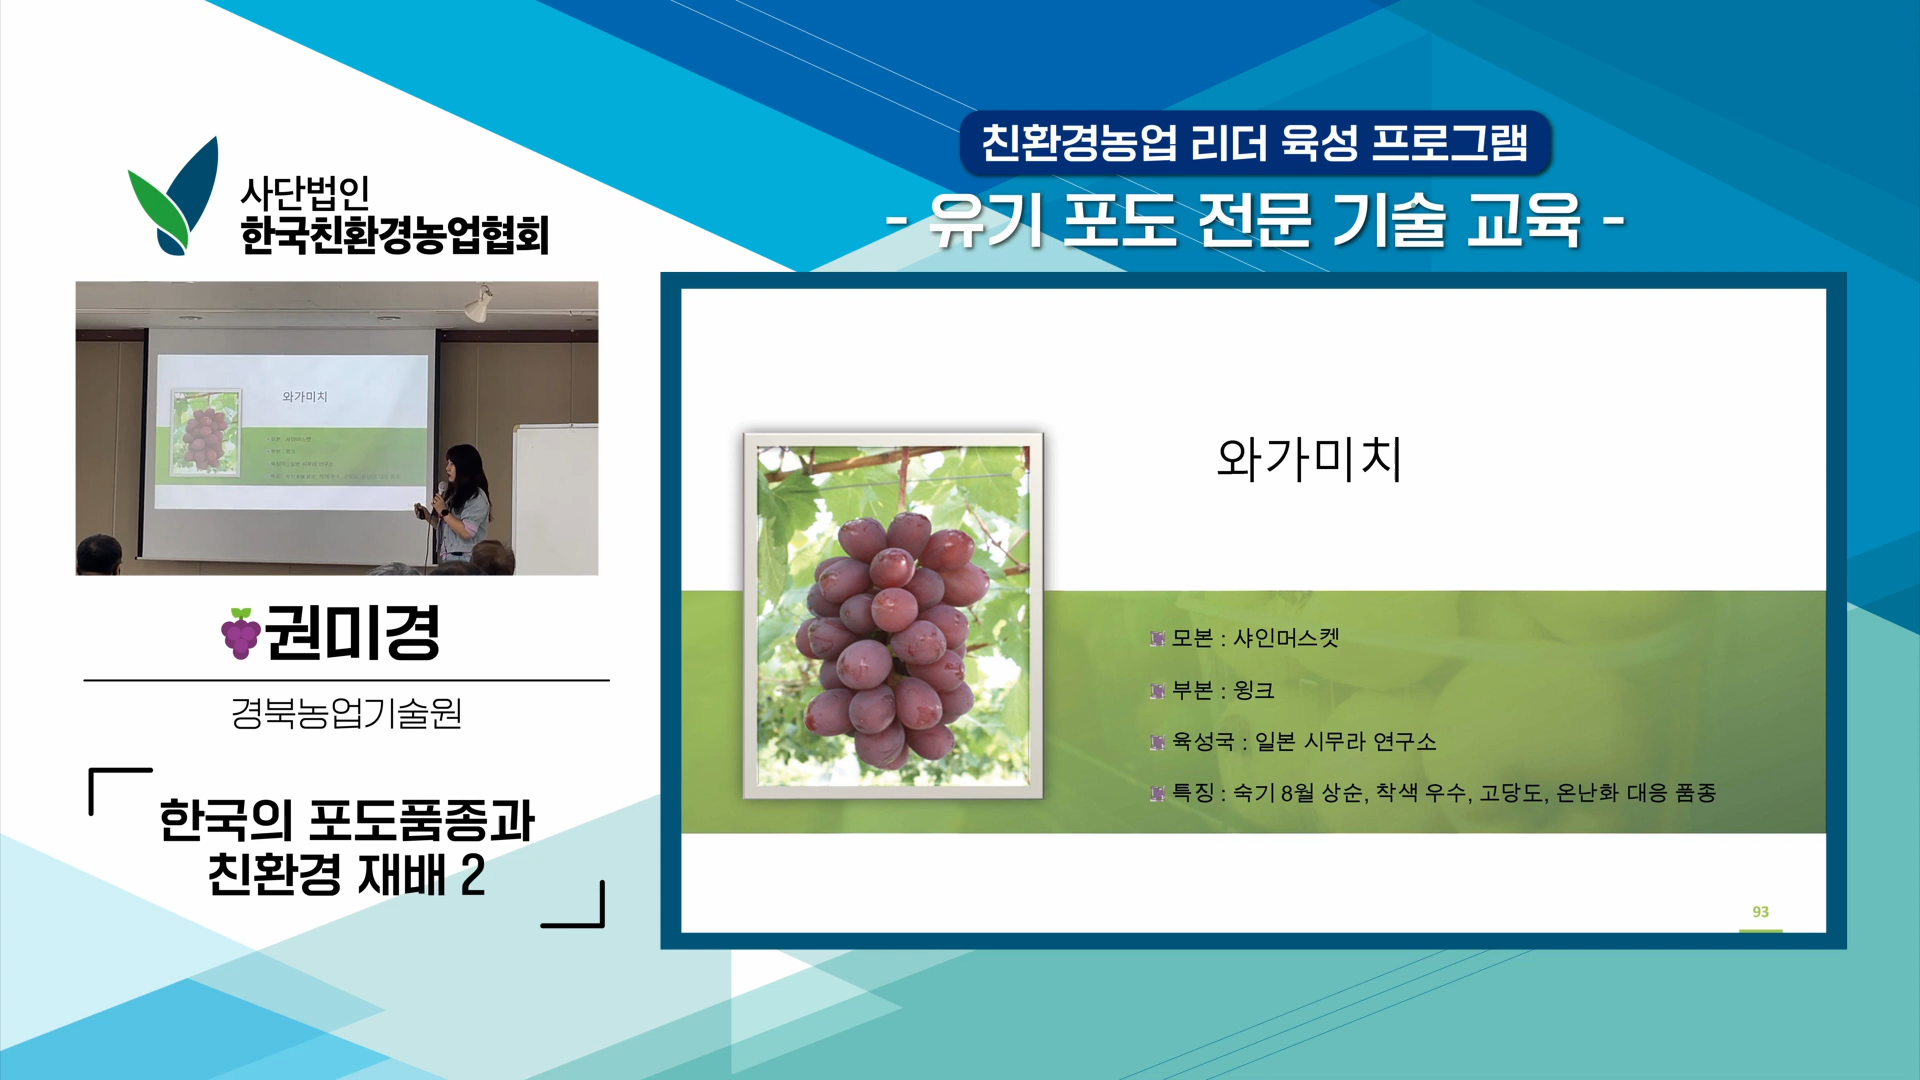 사단법인
한국친환경농업협회
친환경농업 리더 육성 프로그램
- 유기 포도 전문 기술 교육 -
와가미치
권미경
경북농업기술원
한국의 포도품종과
친환경 재배 2
와가미치
모본 : 샤인머스켓
부본 : 윙크
육성국 : 일본 시무라 연구소
특징 : 숙기 8월 상순, 착색 우수, 고당도, 온난화 대응 품종
93